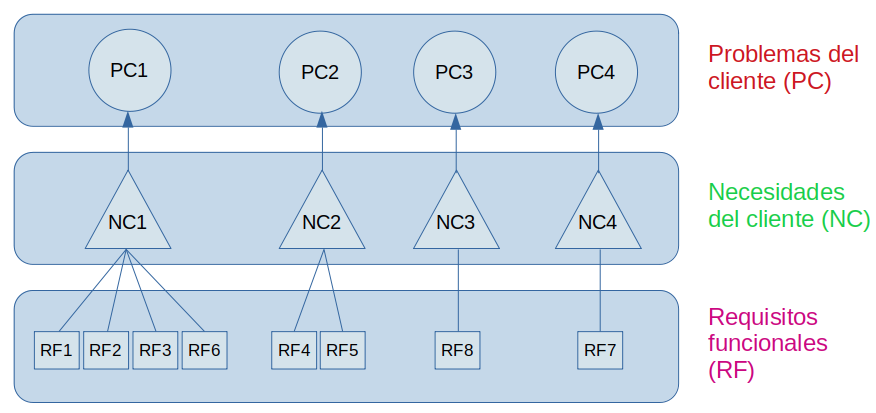 PC1
PC2
PC3
PC4
Problemas del
cliente (PC)
NC1
NC2
NC3
NC4
Necesidades
del cliente (NC)
RF1
RF2
RF3
RF6
RF4
RF5
RF8
RF7
Requisitos
funcionales
(RF)